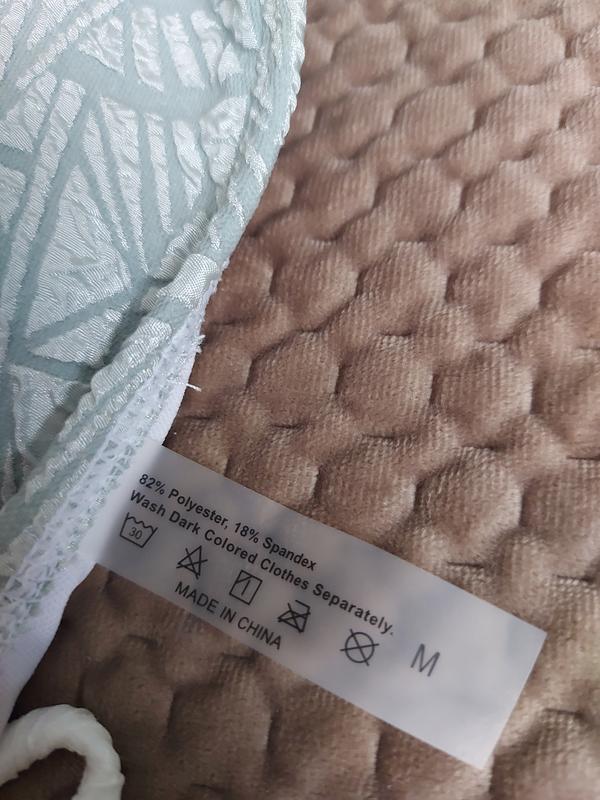 82% Polyester, 18% Spandex
Wash Dark Colored Clothes Separately.
30
MADE IN CHINA
M